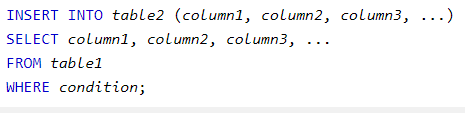 INSERT INTO table2 (column1, column2, column3, ...)
SELECT column1, column2, column3, ...
FROM table1
WHERE condition;